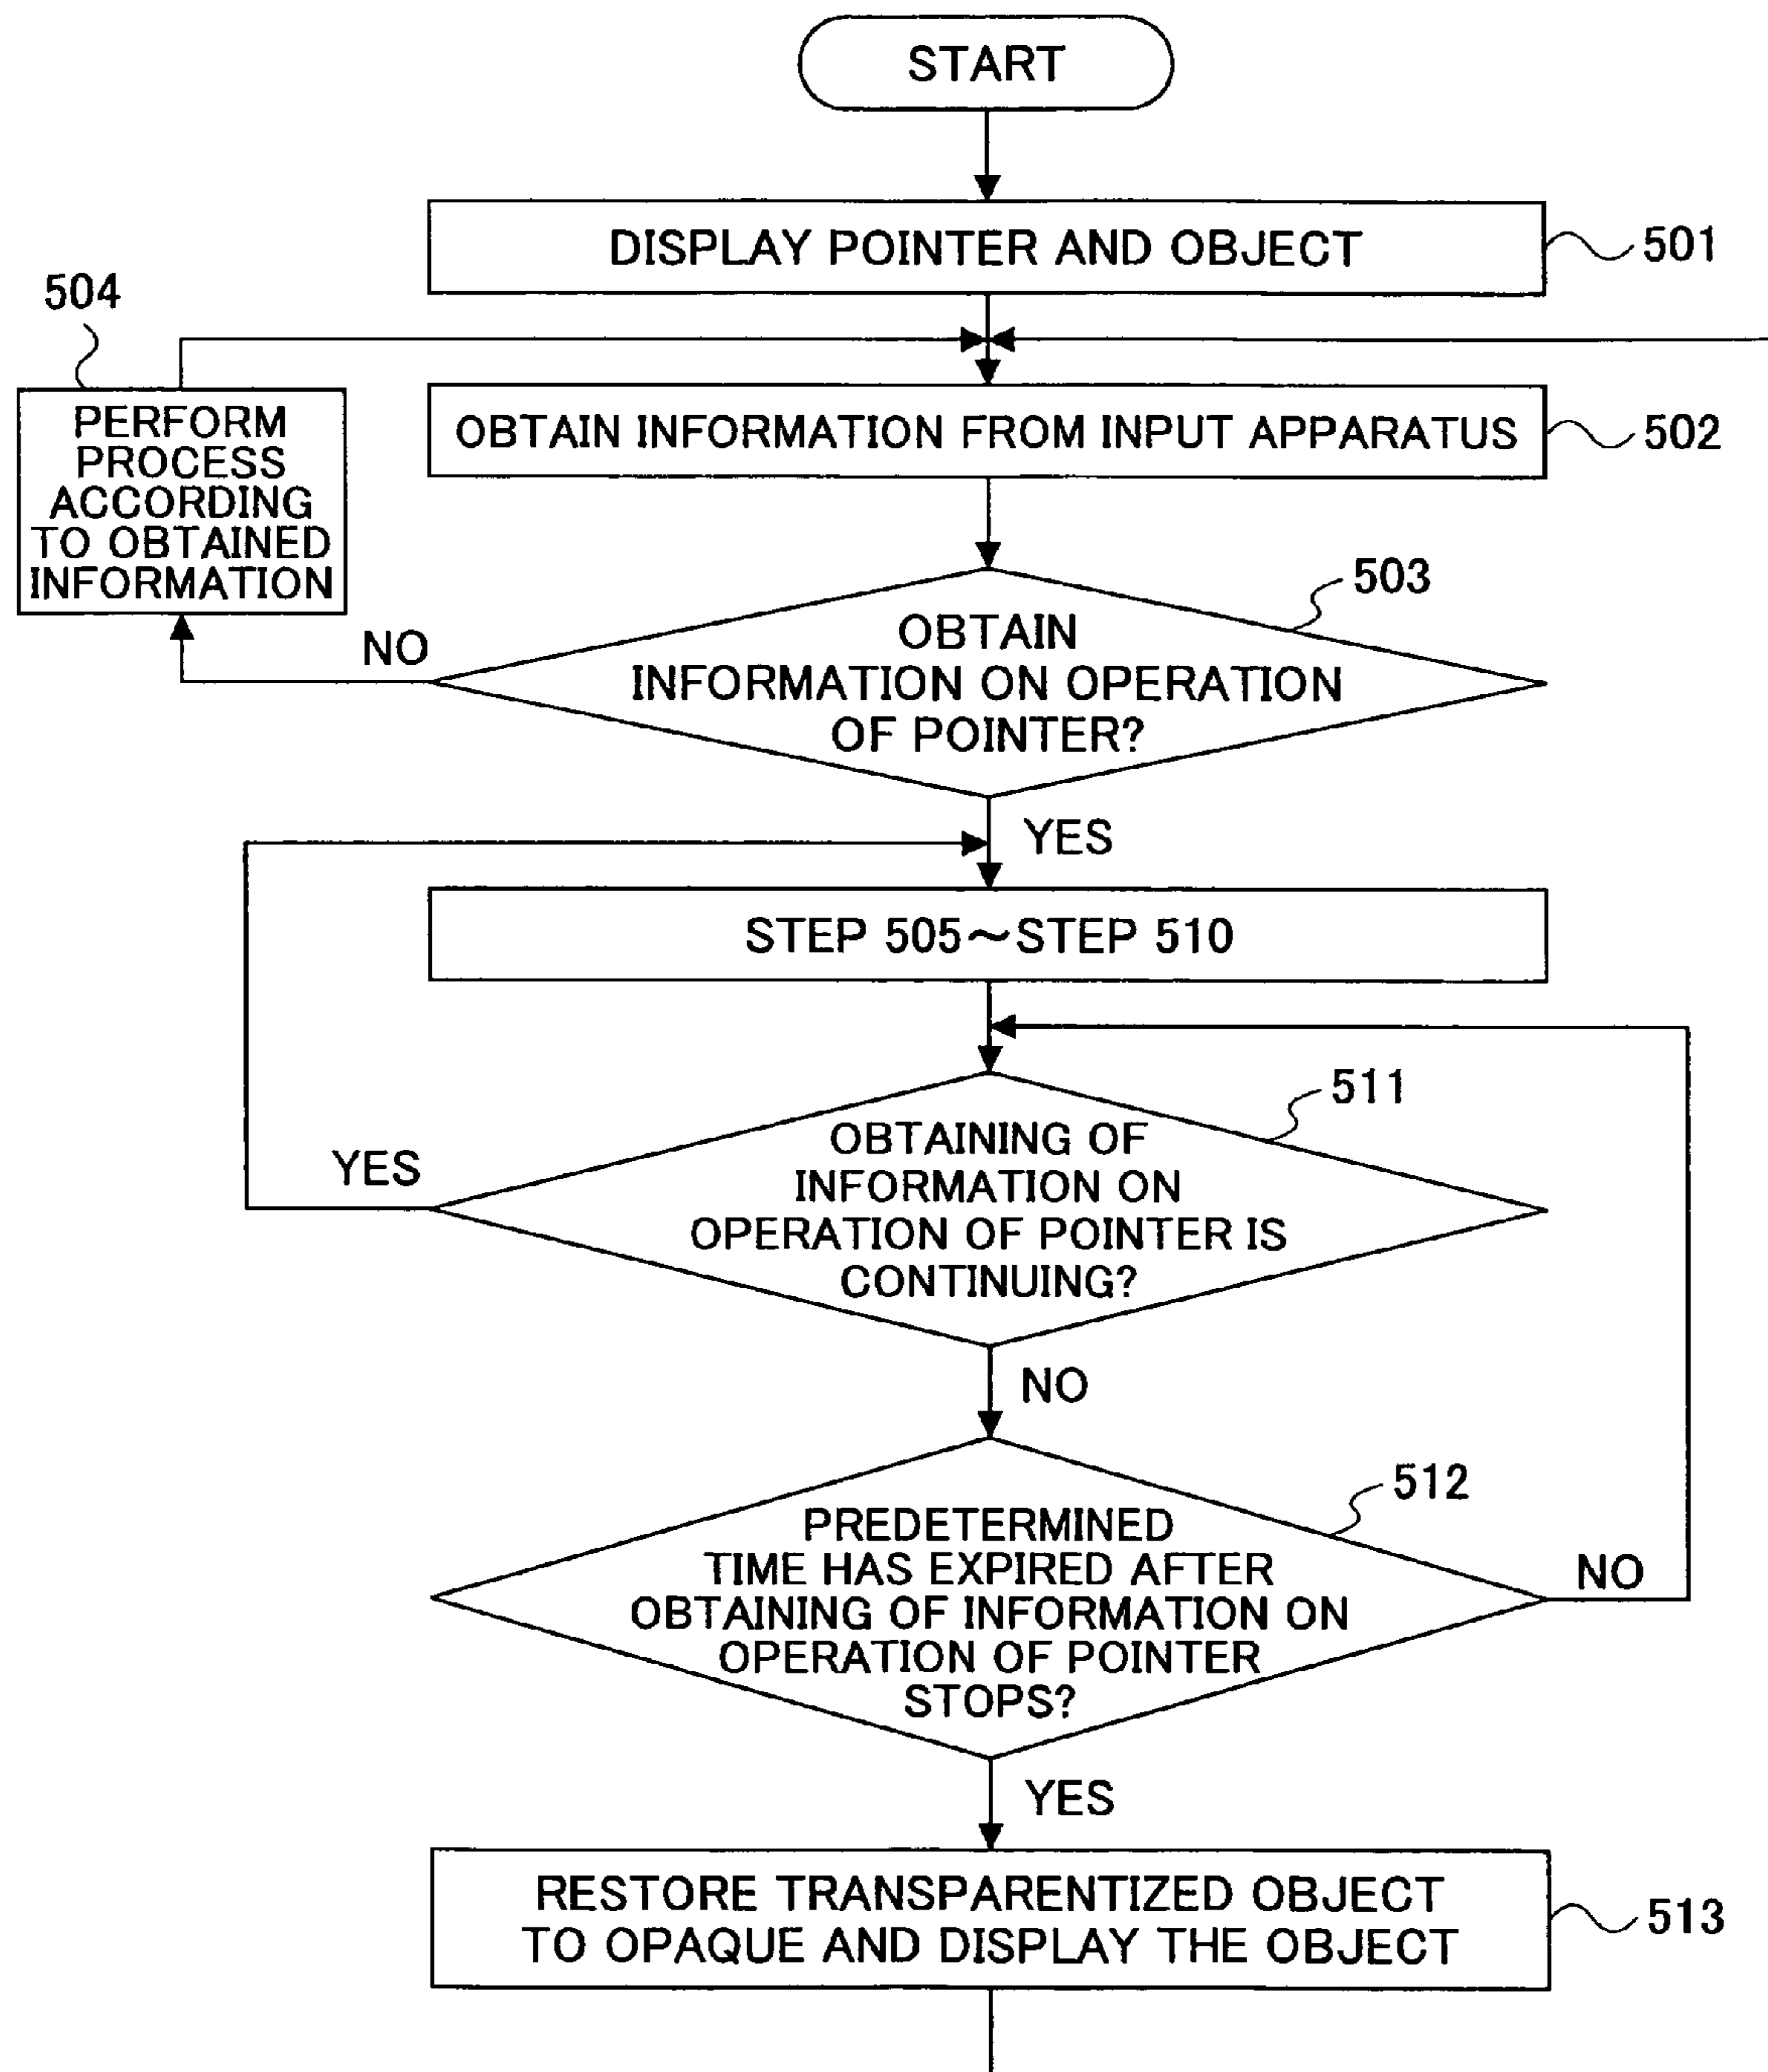 START
DISPLAY POINTER AND OBJECT
501
504
PERFORM
PROCESS
ACCORDING
TO OBTAINED
INFORMATION
OBTAIN INFORMATION FROM INPUT APPARATUS
502
503
OBTAIN
INFORMATION ON OPERATION
OF POINTER?
NO
YES
STEP 505～STEP 510
511
OBTAINING OF
INFORMATION ON
OPERATION OF POINTER IS
CONTINUING?
YES
NO
512
PREDETERMINED
TIME HAS EXPIRED AFTER
OBTAINING OF INFORMATION ON
OPERATION OF POINTER
STOPS?
NO
YES
RESTORE TRANSPARENTIZED OBJECT
TO OPAQUE AND DISPLAY THE OBJECT
513